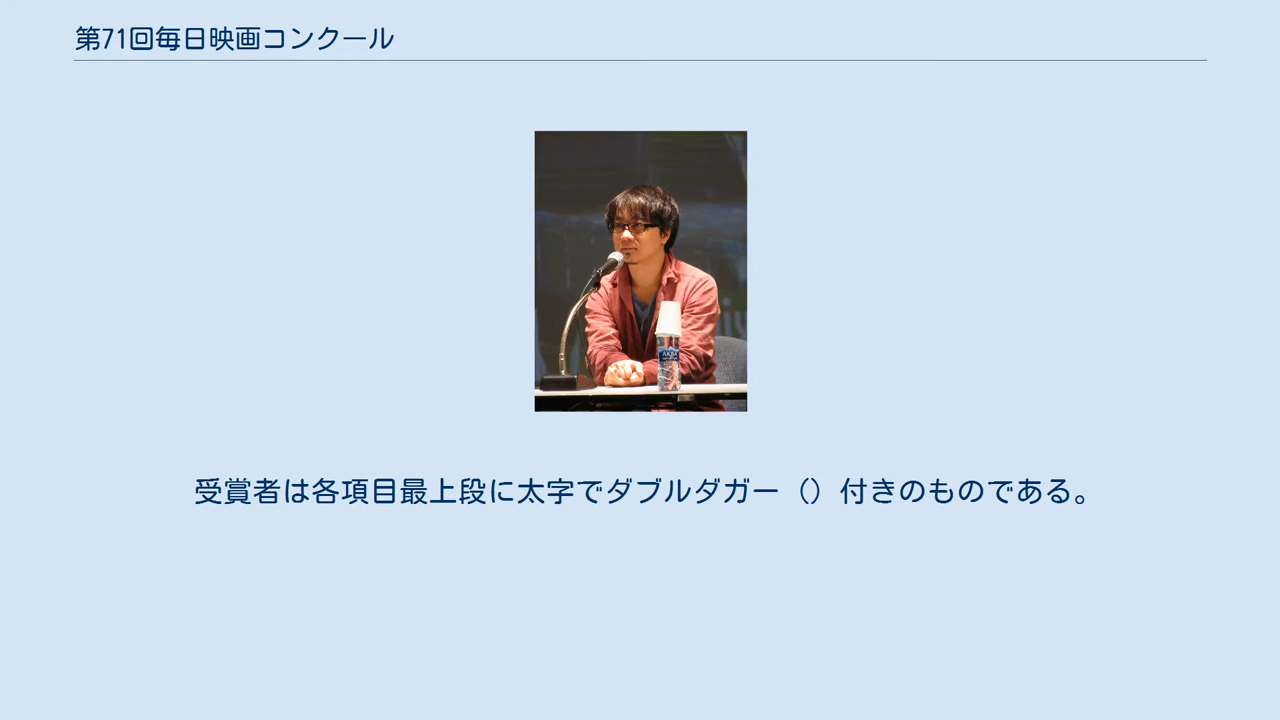 第71回毎日映画コンクール
AKBA
受賞者は各項目最上段に太字でダブルダガー（）付きのものである。